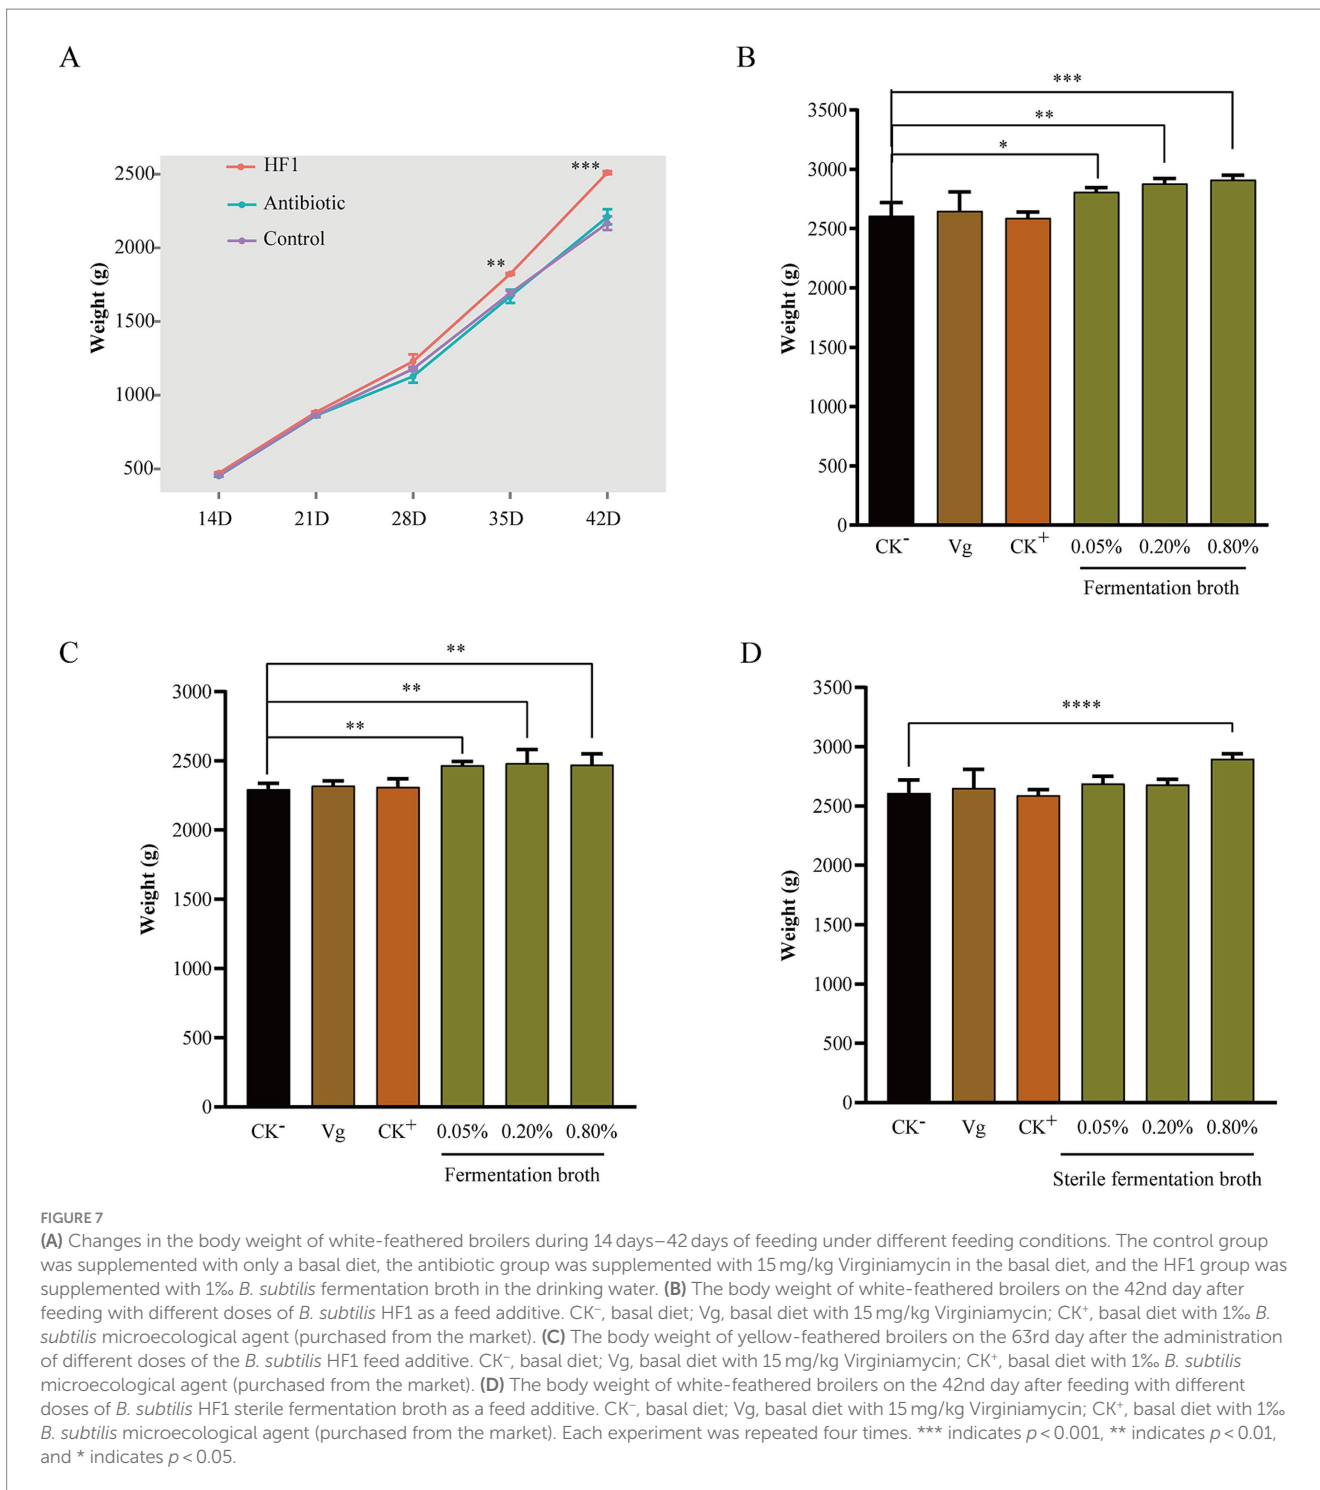 A
HF1
Antibiotic
Control
***
**
2500
2000
1500
1000
500
Weight (g)
14D 21D 28D 35D 42D
B
***
**
*
3500
3000
2500
2000
1500
1000
500
0
Weight (g)
CK⁻ Vg CK⁺ 0.05% 0.20% 0.80%
Fermentation broth
C
**
**
**
3000
2500
2000
1500
1000
500
0
Weight (g)
CK⁻ Vg CK⁺ 0.05% 0.20% 0.80%
Fermentation broth
D
****
3500
3000
2500
2000
1500
1000
500
0
Weight (g)
CK⁻ Vg CK⁺ 0.05% 0.20% 0.80%
Sterile fermentation broth
FIGURE 7
(A) Changes in the body weight of white-feathered broilers during 14 days–42 days of feeding under different feeding conditions. The control group
was supplemented with only a basal diet, the antibiotic group was supplemented with 15 mg/kg Virginiamycin in the basal diet, and the HF1 group was
supplemented with 1‰ B. subtilis fermentation broth in the drinking water. (B) The body weight of white-feathered broilers on the 42nd day after
feeding with different doses of B. subtilis HF1 as a feed additive. CK⁻, basal diet; Vg, basal diet with 15 mg/kg Virginiamycin; CK⁺, basal diet with 1‰ B.
subtilis microecological agent (purchased from the market). (C) The body weight of yellow-feathered broilers on the 63rd day after the administration
of different doses of the B. subtilis HF1 feed additive. CK⁻, basal diet; Vg, basal diet with 15 mg/kg Virginiamycin; CK⁺, basal diet with 1‰ B. subtilis
microecological agent (purchased from the market). (D) The body weight of white-feathered broilers on the 42nd day after feeding with different
doses of B. subtilis HF1 sterile fermentation broth as a feed additive. CK⁻, basal diet; Vg, basal diet with 15 mg/kg Virginiamycin; CK⁺, basal diet with 1‰
B. subtilis microecological agent (purchased from the market). Each experiment was repeated four times. *** indicates p < 0.001, ** indicates p < 0.01,
and * indicates p < 0.05.